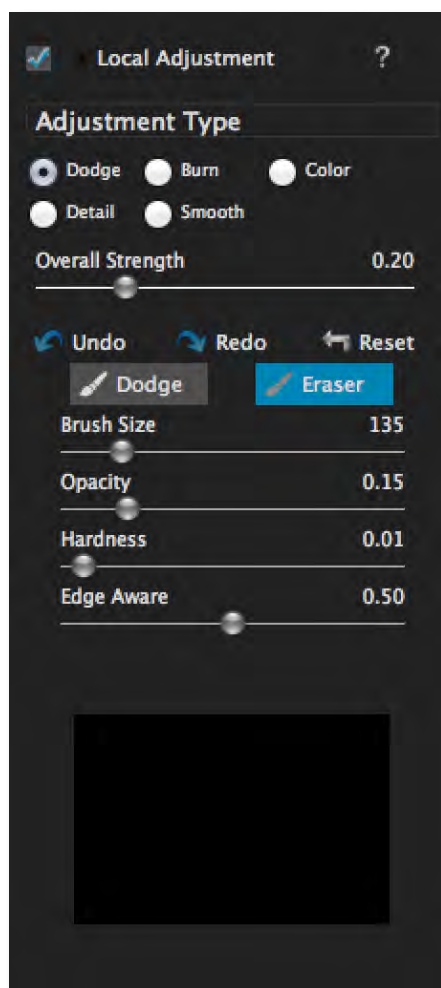 Local Adjustment ?
Adjustment Type
Dodge Burn Color
Detail Smooth
Overall Strength 0.20
Undo Redo Reset
Dodge Eraser
Brush Size 135
Opacity 0.15
Hardness 0.01
Edge Aware 0.50